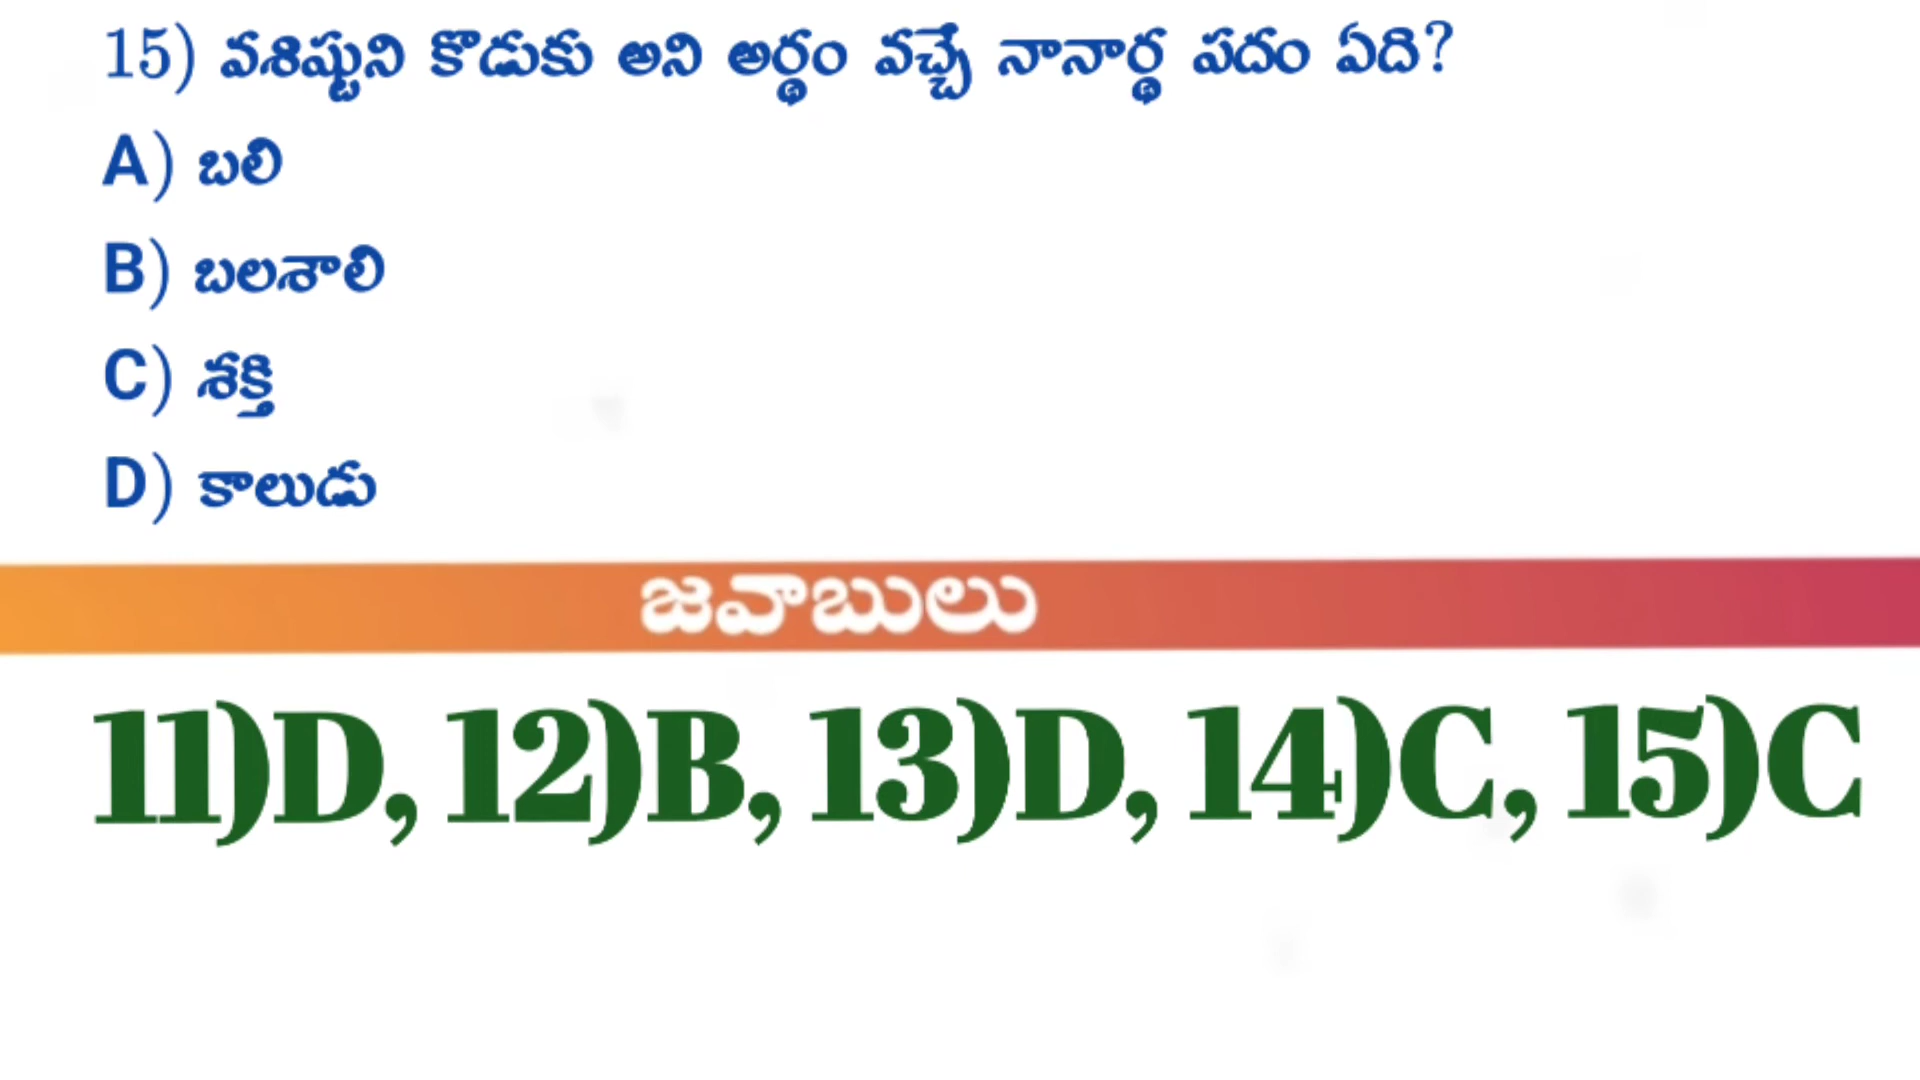 15) వశిష్టుని కొడుకు అని అర్థం వచ్చే నానార్థ పదం ఏది?
A) బలి
B) బలశాలి
C) శక్తి
D) కాలుడు
జవాబులు
11)D, 12)B, 13)D, 14)C, 15)C